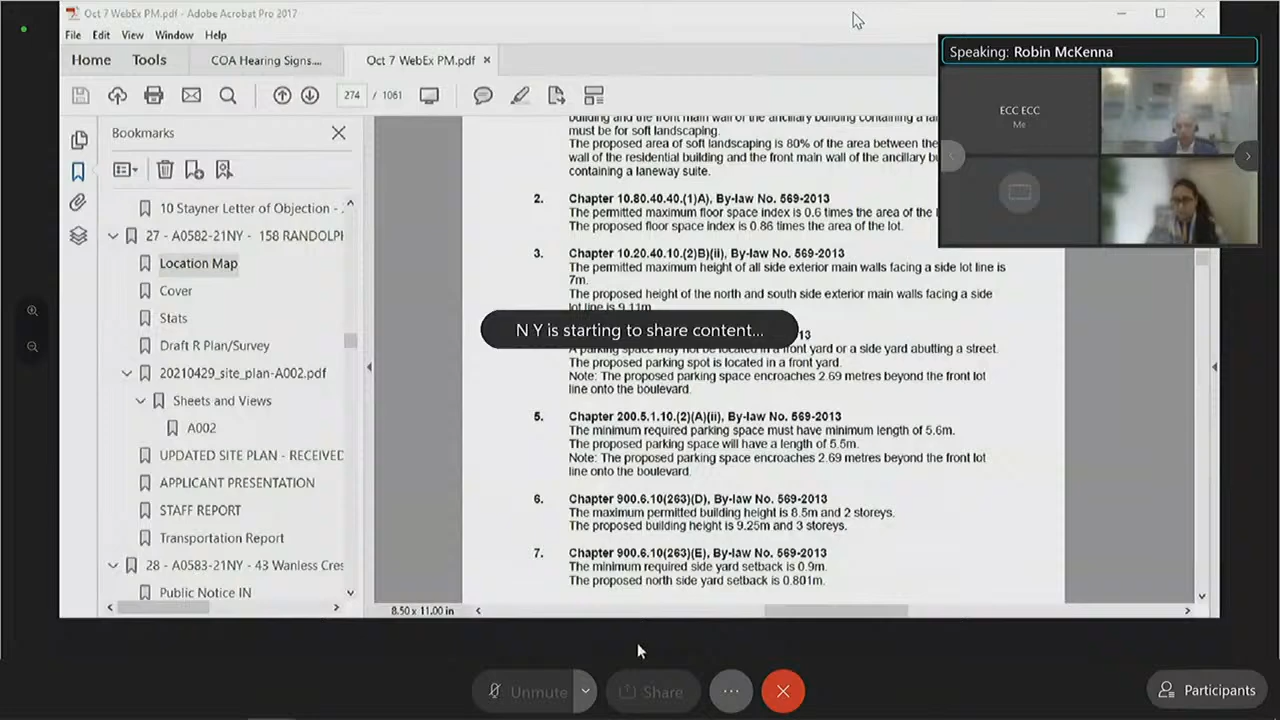 Oct 7 WebEx PM.pdf - Adobe Acrobat Pro 2017
File Edit View Window Help
Home Tools COA Hearing Signs.... Oct 7 WebEx PM.pdf ×
274 / 1061
Speaking: Robin McKenna
ECC ECC
Me
Bookmarks
10 Stayner Letter of Objection -
27 - A0582-21NY - 158 RANDOLPH
Location Map
Cover
Stats
Draft R Plan/Survey
20210429_site_plan-A002.pdf
Sheets and Views
A002
UPDATED SITE PLAN - RECEIVED
APPLICANT PRESENTATION
STAFF REPORT
Transportation Report
28 - A0583-21NY - 43 Wanless Cres
Public Notice IN
building and the front main wall of the ancillary building containing a
must be for soft landscaping.
The proposed area of soft landscaping is 80% of the area between the
wall of the residential building and the front main wall of the ancillary
containing a laneway suite.
2. Chapter 10.80.40.40.(1)A), By-law No. 569-2013
The permitted maximum floor space index is 0.6 times the area of the
The proposed floor space index is 0.86 times the area of the lot.
3. Chapter 10.20.40.10.(2)B)(ii), By-law No. 569-2013
The permitted maximum height of all side exterior main walls facing a side lot line is
7m.
The proposed height of the north and south side exterior main walls facing a side
lot line is 9.11m.
N Y is starting to share content...
13
A parking space may not be located in a front yard or a side yard abutting a street.
The proposed parking spot is located in a front yard.
Note: The proposed parking space encroaches 2.69 metres beyond the front lot
line onto the boulevard.
5. Chapter 200.5.1.10.(2)(A)(ii), By-law No. 569-2013
The minimum required parking space must have minimum length of 5.6m.
The proposed parking space will have a length of 5.5m.
Note: The proposed parking space encroaches 2.69 metres beyond the front lot
line onto the boulevard.
6. Chapter 900.6.10(263)(D), By-law No. 569-2013
The maximum permitted building height is 8.5m and 2 storeys.
The proposed building height is 9.25m and 3 storeys.
7. Chapter 900.6.10(263)(E), By-law No. 569-2013
The minimum required side yard setback is 0.9m.
The proposed north side yard setback is 0.801m.
8.50 x 11.00 in
Unmute
Share
Participants